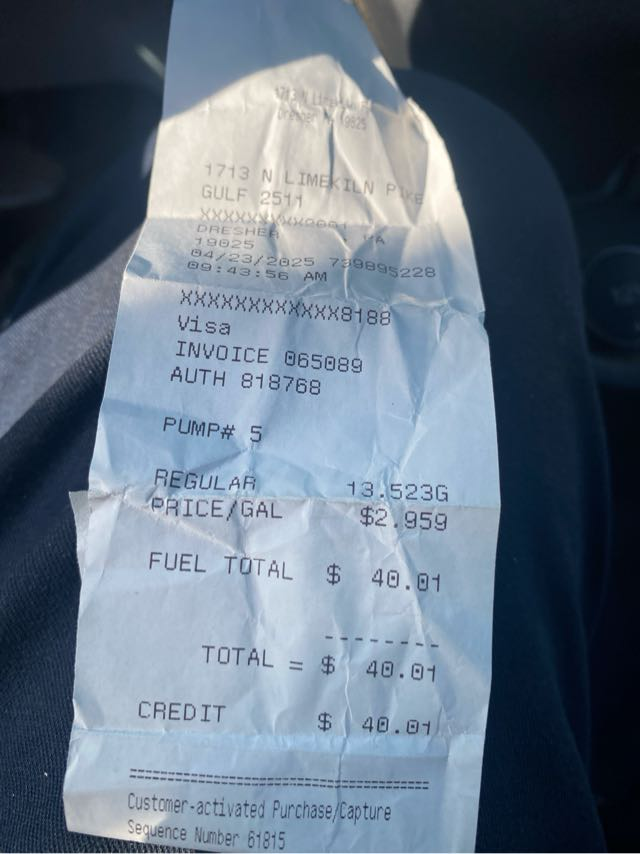 Dresher
19025
1713 N LIMEKILN PIKE
GULF 2511
DRESHER PA
19025
04/23/2025 739895228
09:43:56 AM
XXXXXXXXXXXX8188
Visa
INVOICE 065089
AUTH 818768
PUMP# 5
REGULAR 13.523G
PRICE/GAL $2.959
FUEL TOTAL $ 40.01
--------
TOTAL = $ 40.01
CREDIT $ 40.01
==================================
Customer-activated Purchase/Capture
Sequence Number 61815